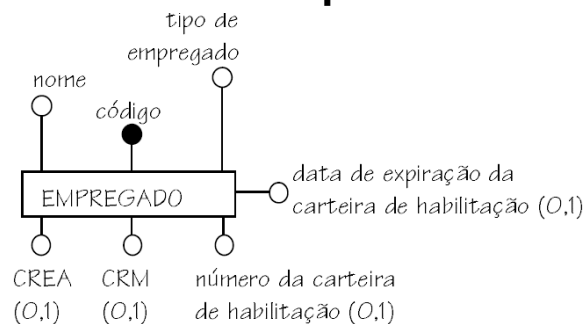 tipo de
empregado
nome
código
EMPREGADO
data de expiração da
carteira de habilitação (0,1)
CREA
(0,1)
CRM
(0,1)
número da carteira
de habilitação (0,1)